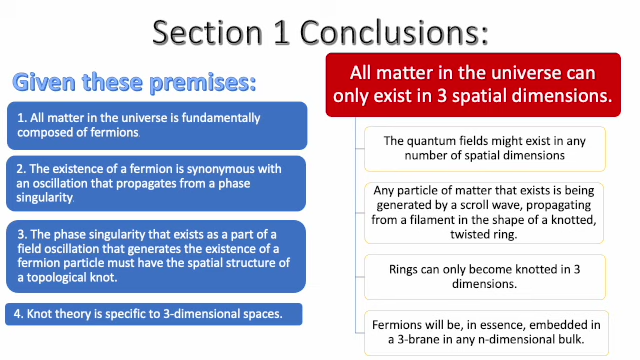 Section 1 Conclusions:
Given these premises:
1. All matter in the universe is fundamentally
composed of fermions.
2. The existence of a fermion is synonymous with
an oscillation that propagates from a phase
singularity.
3. The phase singularity that exists as a part of a
field oscillation that generates the existence of a
fermion particle must have the spatial structure of
a topological knot.
4. Knot theory is specific to 3-dimensional spaces.
All matter in the universe can
only exist in 3 spatial dimensions.
The quantum fields might exist in any
number of spatial dimensions
Any particle of matter that exists is being
generated by a scroll wave, propagating
from a filament in the shape of a knotted,
twisted ring.
Rings can only become knotted in 3
dimensions.
Fermions will be, in essence, embedded in
a 3-brane in any n-dimensional bulk.